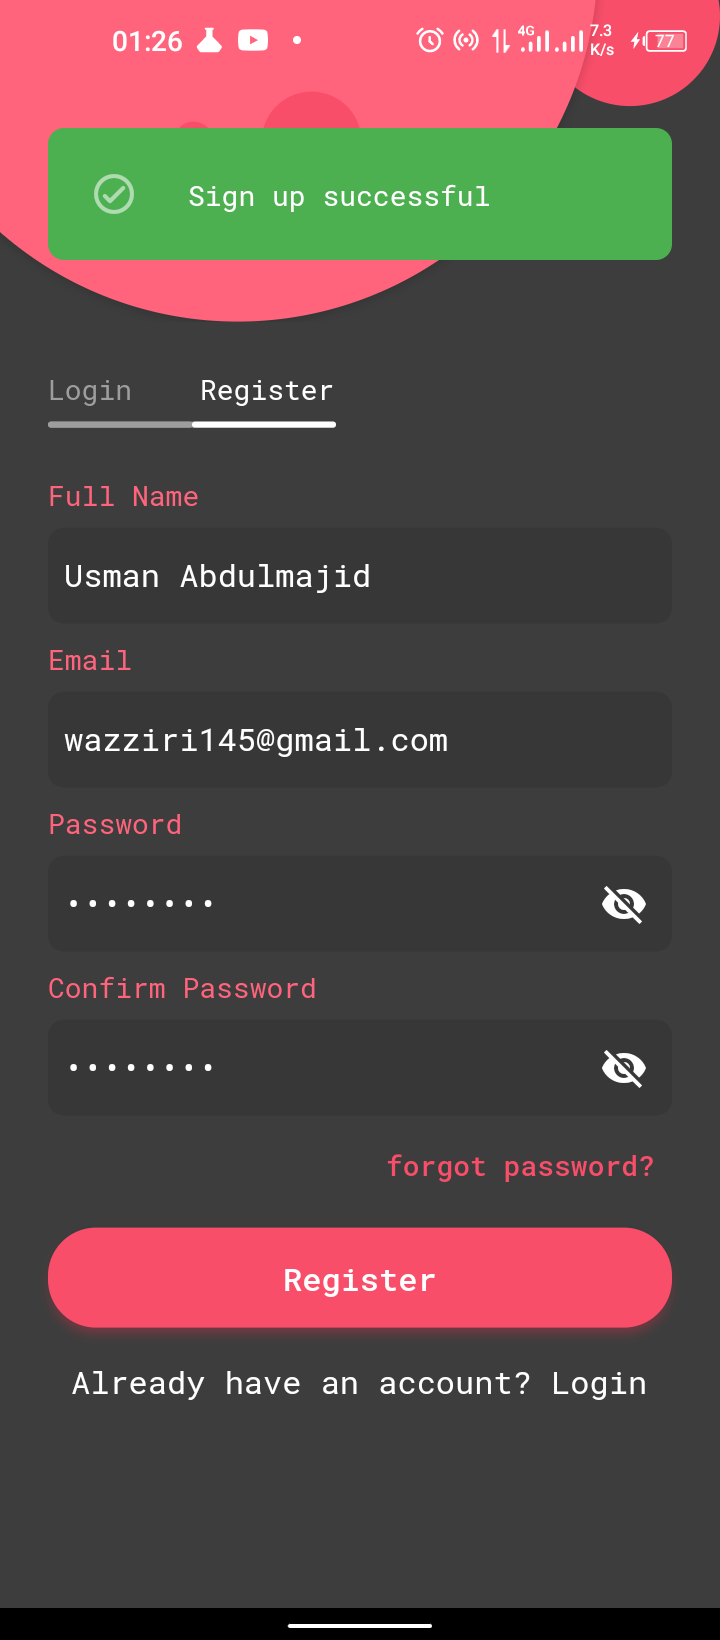 01:26 4G 7.3 K/s 77
Sign up successful
Login Register
Full Name
Usman Abdulmajid
Email
wazziri145@gmail.com
Password
••••••••
Confirm Password
••••••••
forgot password?
Register
Already have an account? Login